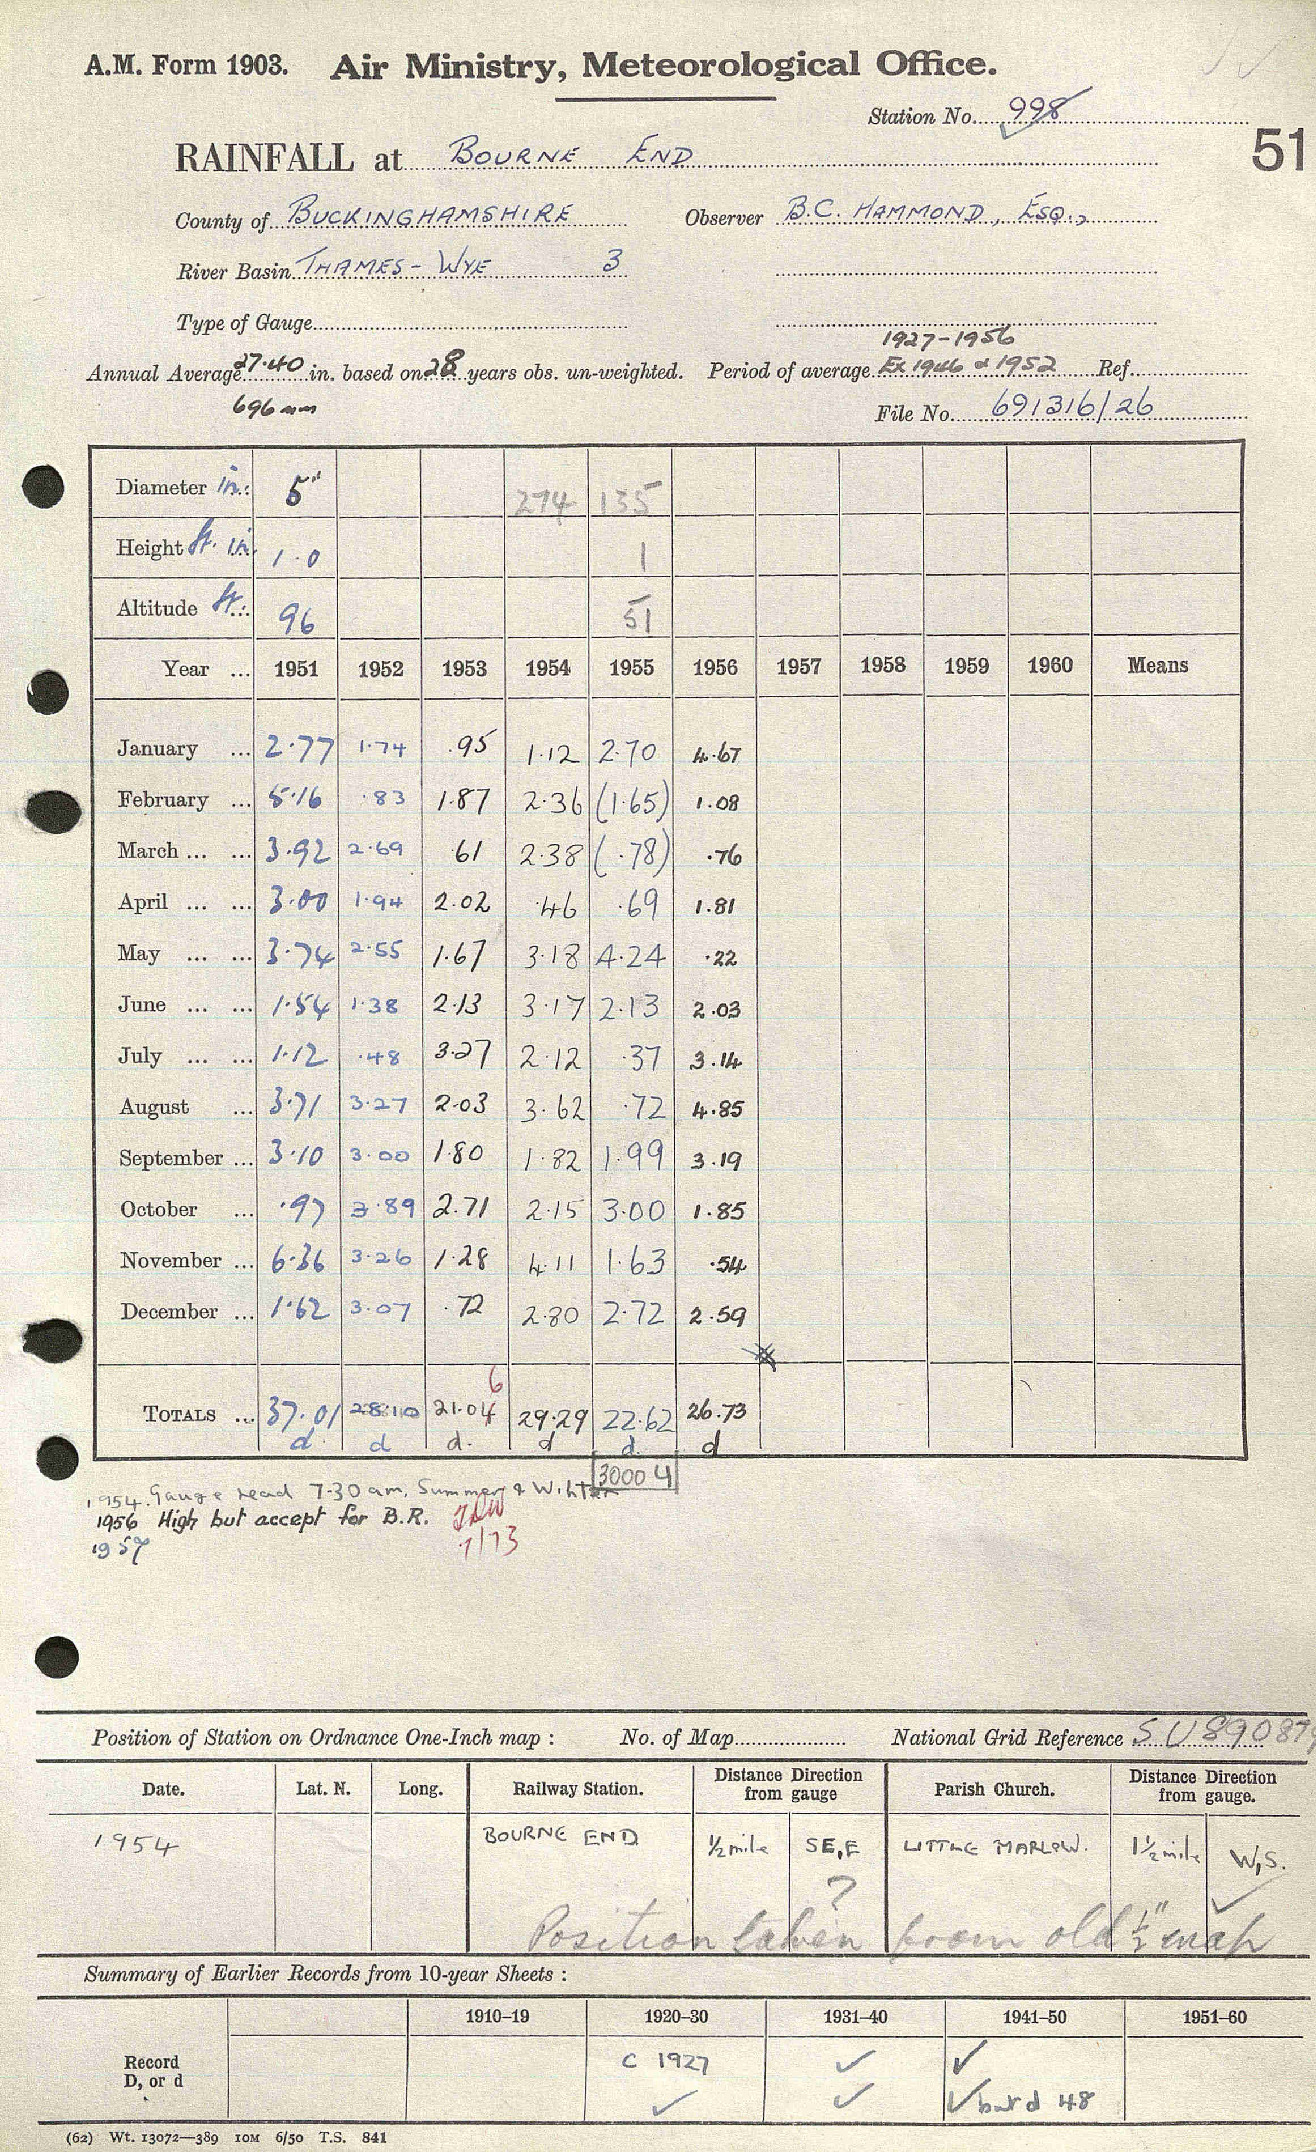 A.M. Form 1903. Air Ministry, Meteorological Office.
Station No. 998
51
RAINFALL at BOURNE END
County of BUCKINGHAMSHIRE Observer B.C. HAMMOND, ESQ.,
River Basin THAMES - WYE 3
Type of Gauge
1927-1956
Annual Average 27.40 in. based on 28 years obs. un-weighted. Period of average Ex 1946 & 1952 Ref.
696 mm
File No. 691316/26
Diameter in. 5" 274 135
Height ft. in. 1.0 1
Altitude ft. 96 51
Year ... 1951 1952 1953 1954 1955 1956 1957 1958 1959 1960 Means
January ... 2.77 1.74 .95 1.12 2.70 4.67
February ... 5.16 .83 1.87 2.36 (1.65) 1.08
March ... ... 3.92 2.69 .61 2.38 (.78) .76
April ... ... 3.00 1.94 2.02 .46 .69 1.81
May ... ... 3.74 2.55 1.67 3.18 4.24 .22
June ... ... 1.54 1.38 2.13 3.17 2.13 2.03
July ... ... 1.12 .48 3.27 2.12 .37 3.14
August ... 3.71 3.27 2.03 3.62 .72 4.85
September ... 3.10 3.00 1.80 1.82 1.99 3.19
October ... .97 3.89 2.71 2.15 3.00 1.85
November ... 6.36 3.26 1.28 4.11 1.63 .54
December ... 1.62 3.07 .72 2.80 2.72 2.59
6
TOTALS ... 37.01 28.10 21.04 29.29 22.62 26.73
d. d d. d d. d
30004
1954. Gauge read 7.30 am, Summer & Winter
1956 High but accept for B.R.
7/73
1957
Position of Station on Ordnance One-Inch map : No. of Map National Grid Reference SU890879
Date. Lat. N. Long. Railway Station. Distance Direction from gauge Parish Church. Distance Direction from gauge.
1954 BOURNE END ½ mile SE,E LITTLE MARLOW. 1½ mile W,S.
?
Position taken from old ½" map
Summary of Earlier Records from 10-year Sheets :
1910–19 1920–30 1931–40 1941–50 1951–60
Record D, or d C 1927 ✓ ✓
✓ ✓ ✓ but d 48
(62) Wt. 13072—389 10M 6/50 T.S. 841